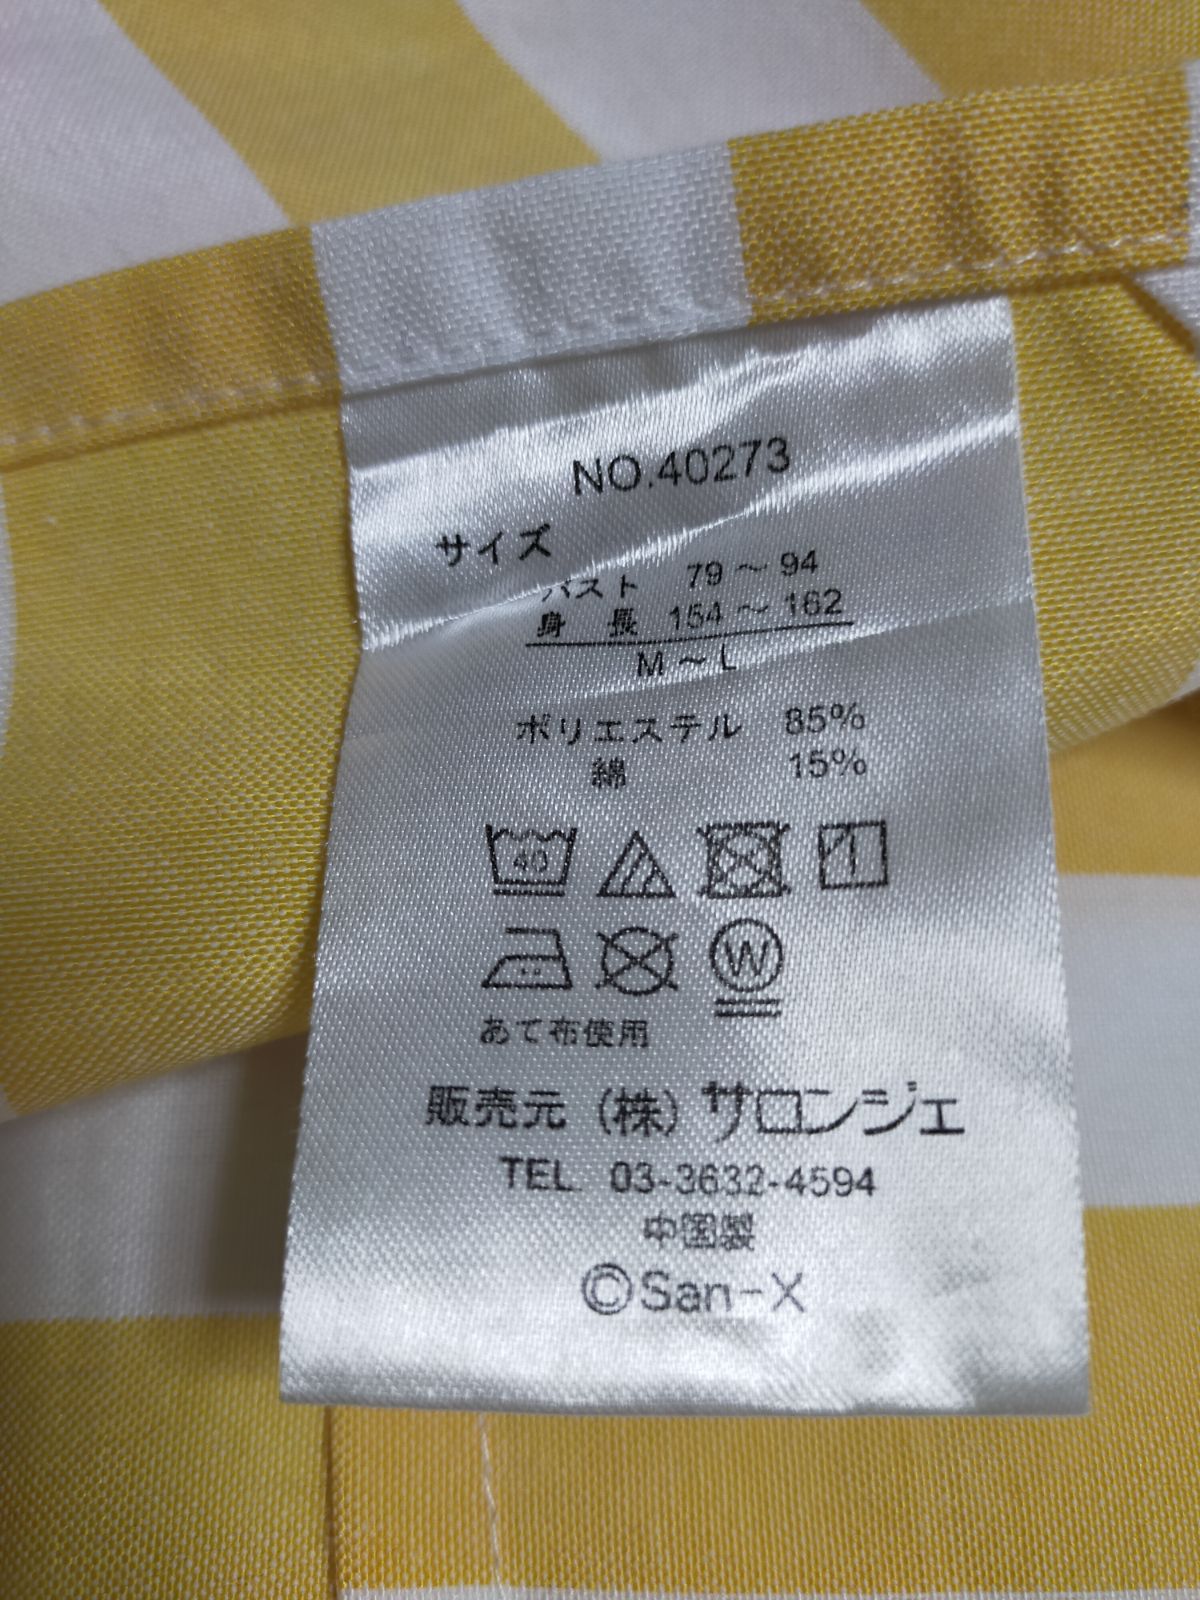 NO.40273
サイズ
バスト 79～94
身長 154～162
M～L
ポリエステル 85%
綿 15%
40
W
あて布使用
販売元 (株) サロンジェ
TEL. 03-3632-4594
中国製
©San-X